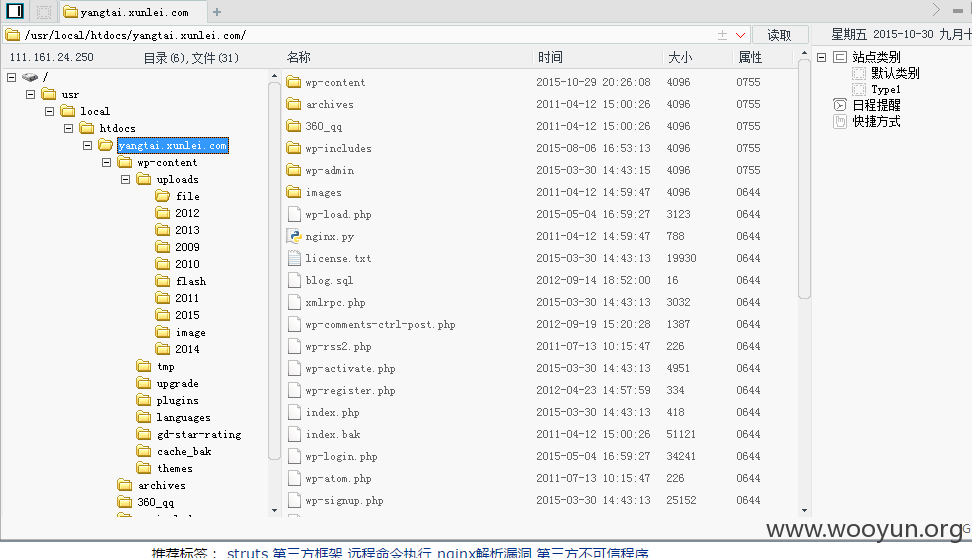 yangtai.xunlei.com
/usr/local/htdocs/yangtai.xunlei.com/ 读取
星期五 2015-10-30 九月十
111.161.24.250 目录(6),文件(31)
名称 时间 大小 属性
/
usr
local
htdocs
yangtai.xunlei.com
wp-content
uploads
file
2012
2013
2009
2010
flash
2011
2015
image
2014
tmp
upgrade
plugins
languages
gd-star-rating
cache_bak
themes
archives
360_qq
wp-content 2015-10-29 20:26:08 4096 0755
archives 2011-04-12 15:00:26 4096 0755
360_qq 2011-04-12 15:00:26 4096 0755
wp-includes 2015-08-06 16:53:13 4096 0755
wp-admin 2015-03-30 14:43:15 4096 0755
images 2011-04-12 14:59:47 4096 0644
wp-load.php 2015-05-04 16:59:27 3123 0644
nginx.py 2011-04-12 14:59:47 788 0644
license.txt 2015-03-30 14:43:13 19930 0644
blog.sql 2012-09-14 18:52:00 16 0644
xmlrpc.php 2015-03-30 14:43:13 3032 0644
wp-comments-ctrl-post.php 2012-09-19 15:20:28 1387 0644
wp-rss2.php 2011-07-13 10:15:47 226 0644
wp-activate.php 2015-03-30 14:43:13 4951 0644
wp-register.php 2012-04-23 14:57:59 334 0644
index.php 2015-03-30 14:43:13 418 0644
index.bak 2011-04-12 15:00:26 51121 0644
wp-login.php 2015-05-04 16:59:27 34241 0644
wp-atom.php 2011-07-13 10:15:47 226 0644
wp-signup.php 2015-03-30 14:43:13 25152 0644
站点类别
默认类别
Type1
日程提醒
快捷方式
www.wooyun.org
推荐标签： struts 第三方框架 远程命令执行 nginx解析漏洞 第三方不可信程序